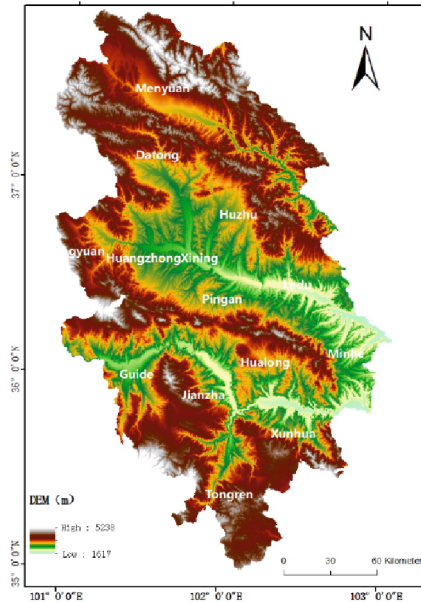 N
Menyuan
Datong
Huzhu
gyuan
HuangzhongXining
Ledu
Pingan
Minhe
Hualong
Guide
Jianzha
Xunhua
Tongren
DEM (m)
High : 5238
Low : 1617
0 30 60 Kilometer
37° 0′0″N
36° 0′0″N
35° 0′0″N
101° 0′0″E
102° 0′0″E
103° 0′0″E